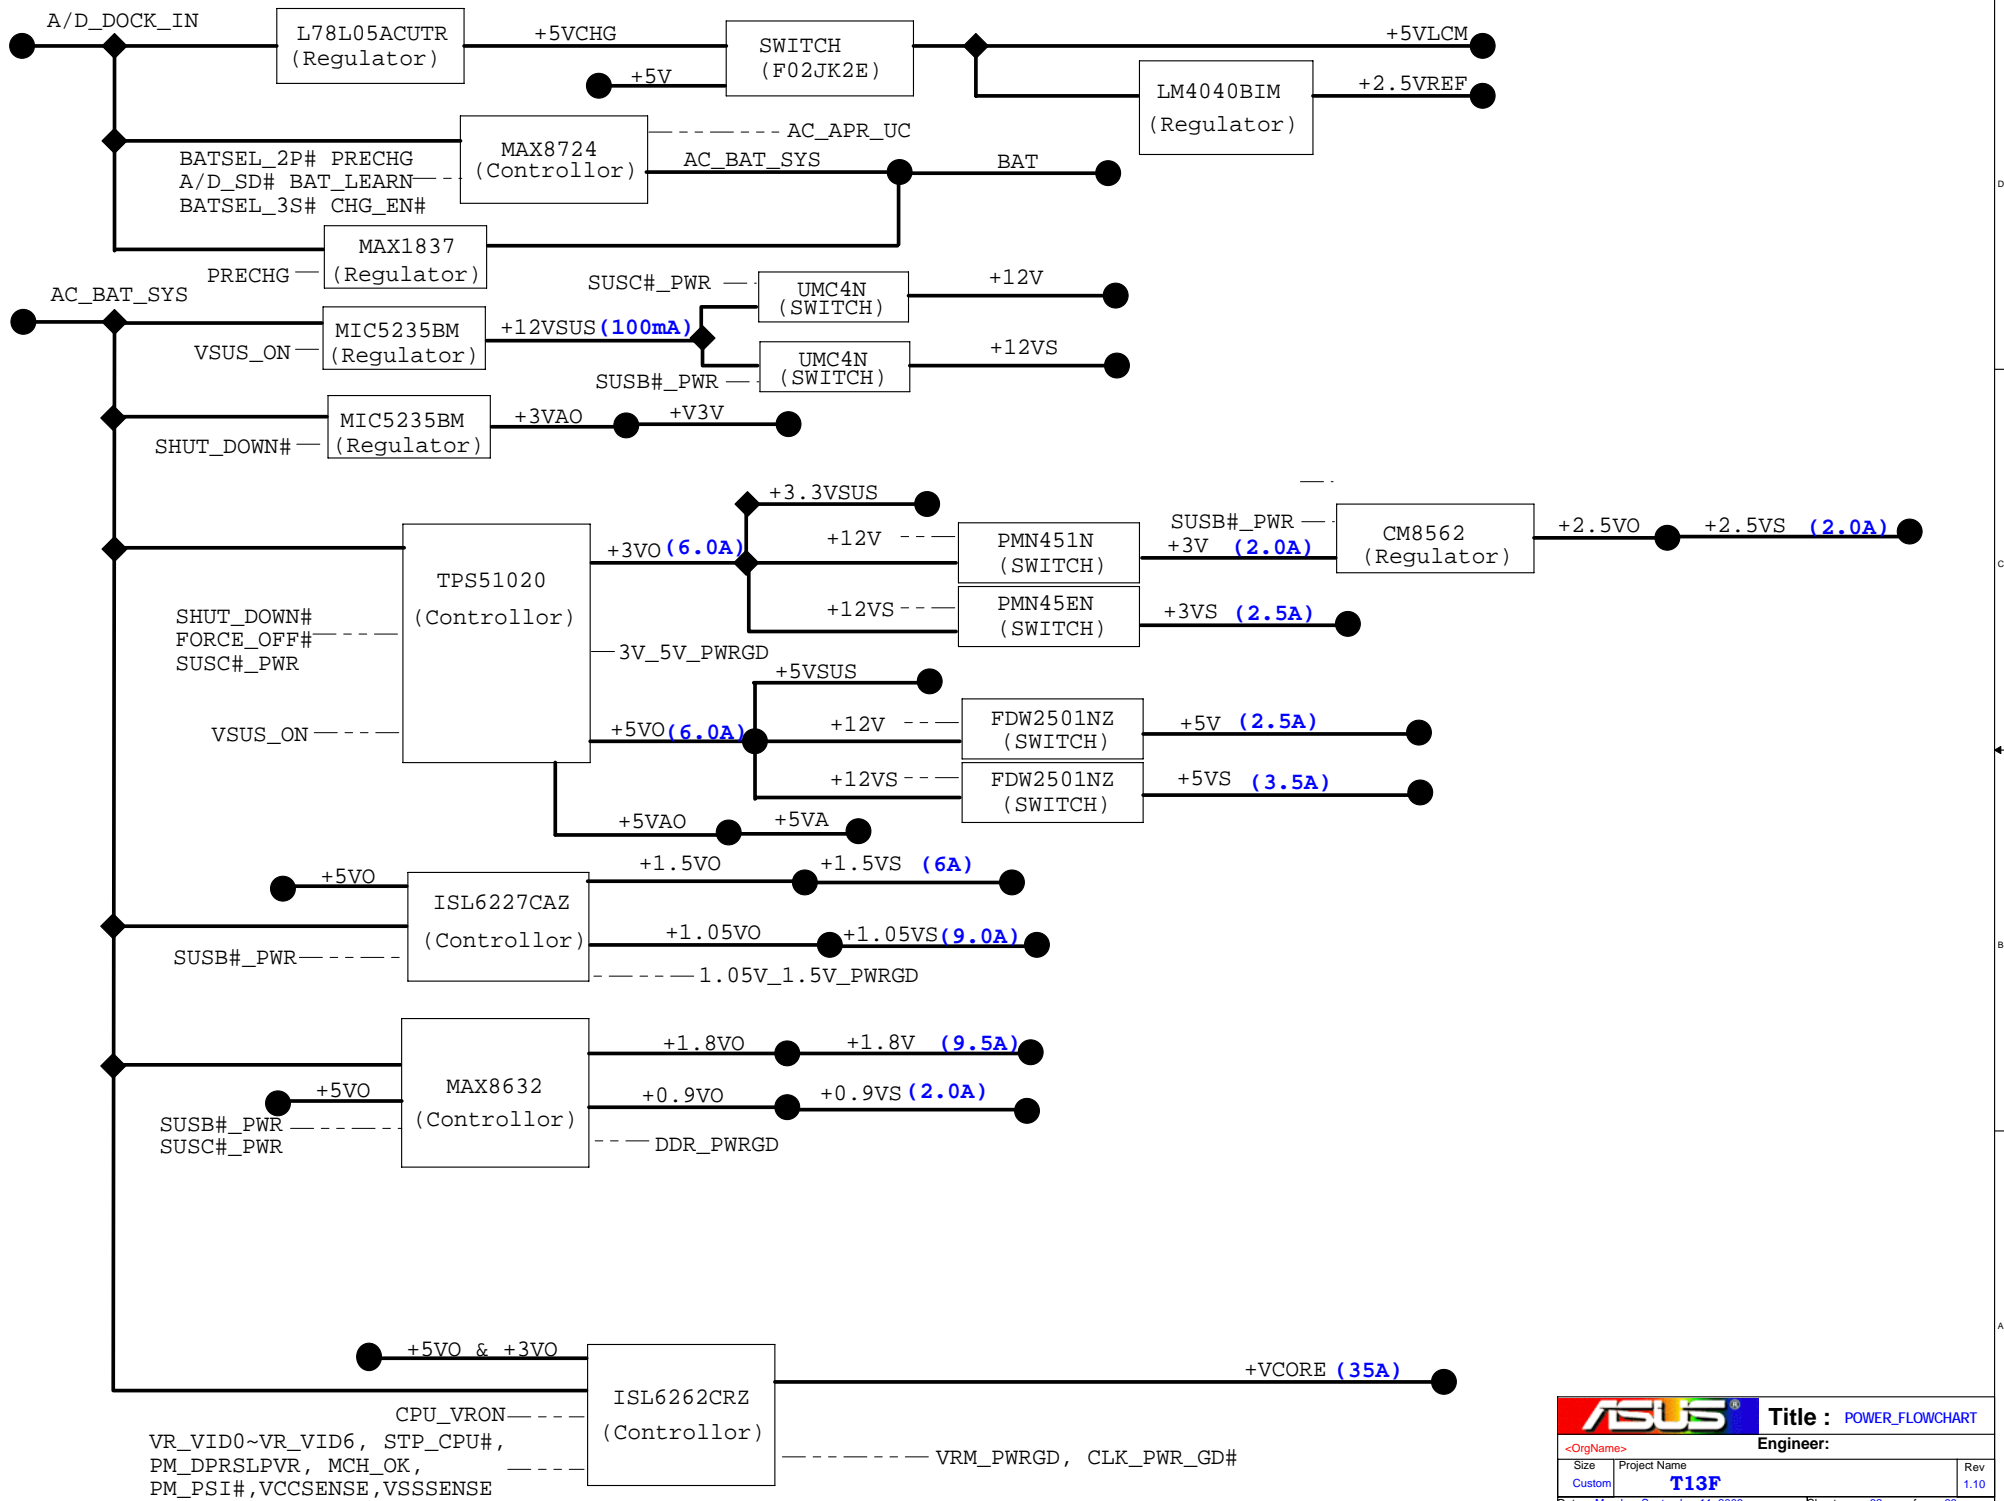 A/D_DOCK_IN
L78L05ACUTR
(Regulator)
+5VCHG
+5V
SWITCH
(F02JK2E)
+5VLCM
LM4040BIM
(Regulator)
+2.5VREF
BATSEL_2P# PRECHG
A/D_SD# BAT_LEARN
BATSEL_3S# CHG_EN#
MAX8724
(Controllor)
AC_APR_UC
AC_BAT_SYS
BAT
MAX1837
(Regulator)
PRECHG
AC_BAT_SYS
MIC5235BM
(Regulator)
VSUS_ON
+12VSUS (100mA)
SUSC#_PWR
UMC4N
(SWITCH)
+12V
UMC4N
(SWITCH)
SUSB#_PWR
+12VS
MIC5235BM
(Regulator)
SHUT_DOWN#
+3VAO
+V3V
TPS51020
(Controllor)
SHUT_DOWN#
FORCE_OFF#
SUSC#_PWR
VSUS_ON
+3VO (6.0A)
+3.3VSUS
+12V
PMN451N
(SWITCH)
+3V (2.0A)
SUSB#_PWR
CM8562
(Regulator)
+2.5VO
+2.5VS (2.0A)
+12VS
PMN45EN
(SWITCH)
+3VS (2.5A)
3V_5V_PWRGD
+5VSUS
+5VO (6.0A)
+12V
FDW2501NZ
(SWITCH)
+5V (2.5A)
+12VS
FDW2501NZ
(SWITCH)
+5VS (3.5A)
+5VAO
+5VA
+5VO
ISL6227CAZ
(Controllor)
SUSB#_PWR
+1.5VO
+1.5VS (6A)
+1.05VO
+1.05VS (9.0A)
1.05V_1.5V_PWRGD
MAX8632
(Controllor)
+5VO
SUSB#_PWR
SUSC#_PWR
+1.8VO
+1.8V (9.5A)
+0.9VO
+0.9VS (2.0A)
DDR_PWRGD
+5VO & +3VO
ISL6262CRZ
(Controllor)
CPU_VRON
VR_VID0~VR_VID6, STP_CPU#,
PM_DPRSLPVR, MCH_OK,
PM_PSI#,VCCSENSE,VSSSENSE
+VCORE (35A)
VRM_PWRGD, CLK_PWR_GD#
D
C
B
A
ASUS®
Title : POWER_FLOWCHART
<OrgName>
Engineer:
Size
Project Name
Rev
Custom
T13F
1.10